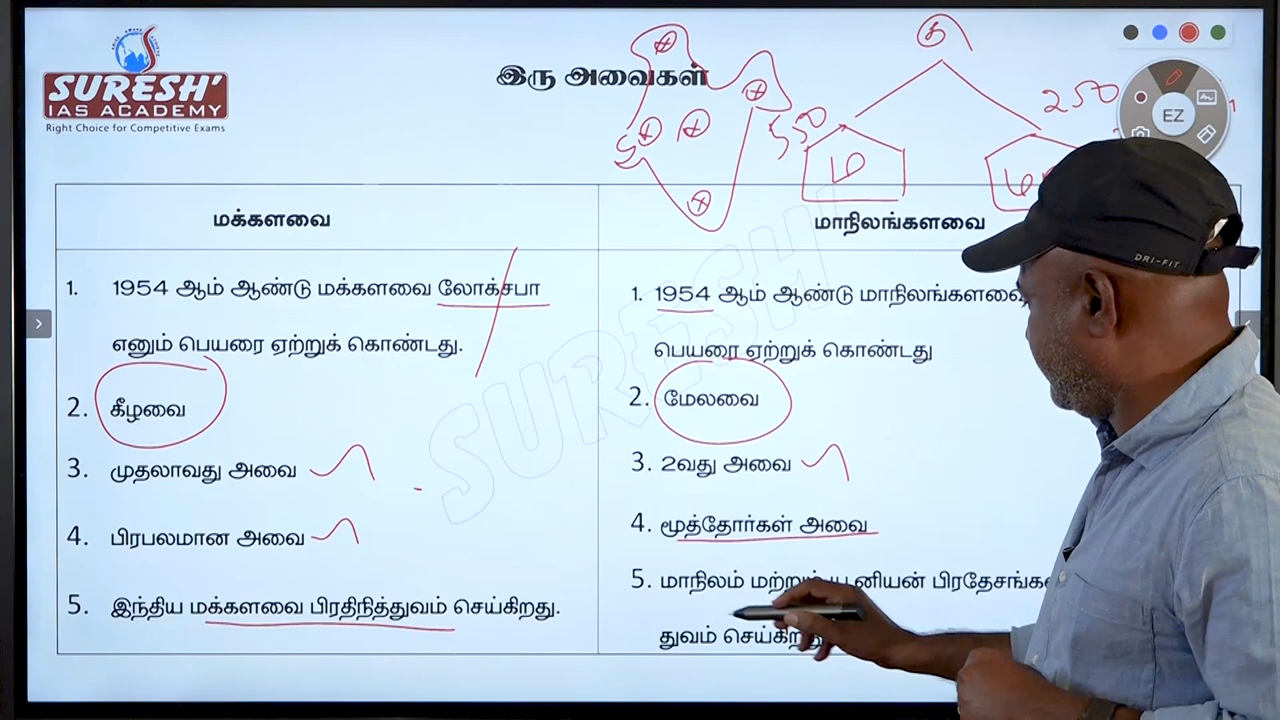 SURESH'
IAS ACADEMY
Right Choice for Competitive Exams
இரு அவைகள்
550
250
EZ
மக்களவை
மாநிலங்களவை
1. 1954 ஆம் ஆண்டு மக்களவை லோக்சபா
எனும் பெயரை ஏற்றுக் கொண்டது.
2. கீழவை
3. முதலாவது அவை
4. பிரபலமான அவை
5. இந்திய மக்களவை பிரதிநித்துவம் செய்கிறது.
1. 1954 ஆம் ஆண்டு மாநிலங்களவை
பெயரை ஏற்றுக் கொண்டது
2. மேலவை
3. 2வது அவை
4. மூத்தோர்கள் அவை
5. மாநிலம் மற்றும் யூனியன்
துவம்
SURESH'
DRI-FIT